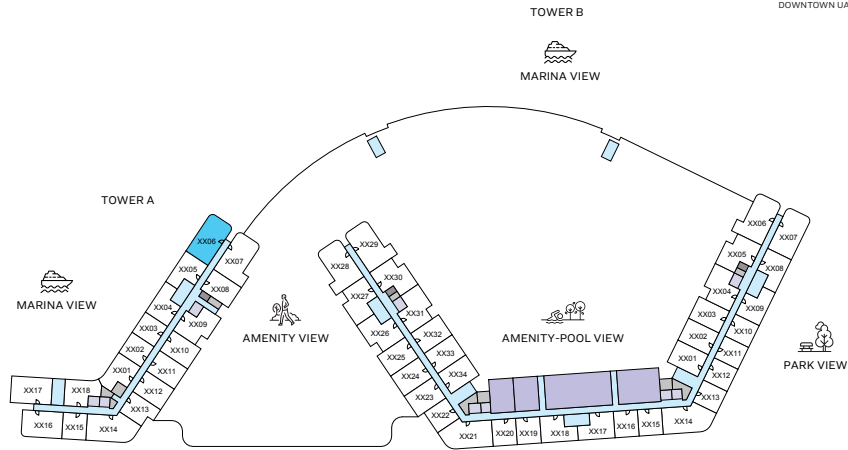 DOWNTOWN UA
TOWER B
MARINA VIEW
TOWER A
MARINA VIEW
AMENITY VIEW
AMENITY-POOL VIEW
PARK VIEW
XX06
XX07
XX05
XX08
XX04
XX09
XX03
XX10
XX02
XX11
XX01
XX12
XX13
XX17
XX18
XX16
XX15
XX14
XX29
XX28
XX30
XX27
XX31
XX26
XX32
XX25
XX33
XX24
XX34
XX23
XX22
XX21
XX20
XX19
XX18
XX17
XX16
XX15
XX14
XX06
XX07
XX05
XX08
XX04
XX09
XX03
XX10
XX02
XX11
XX01
XX12
XX13